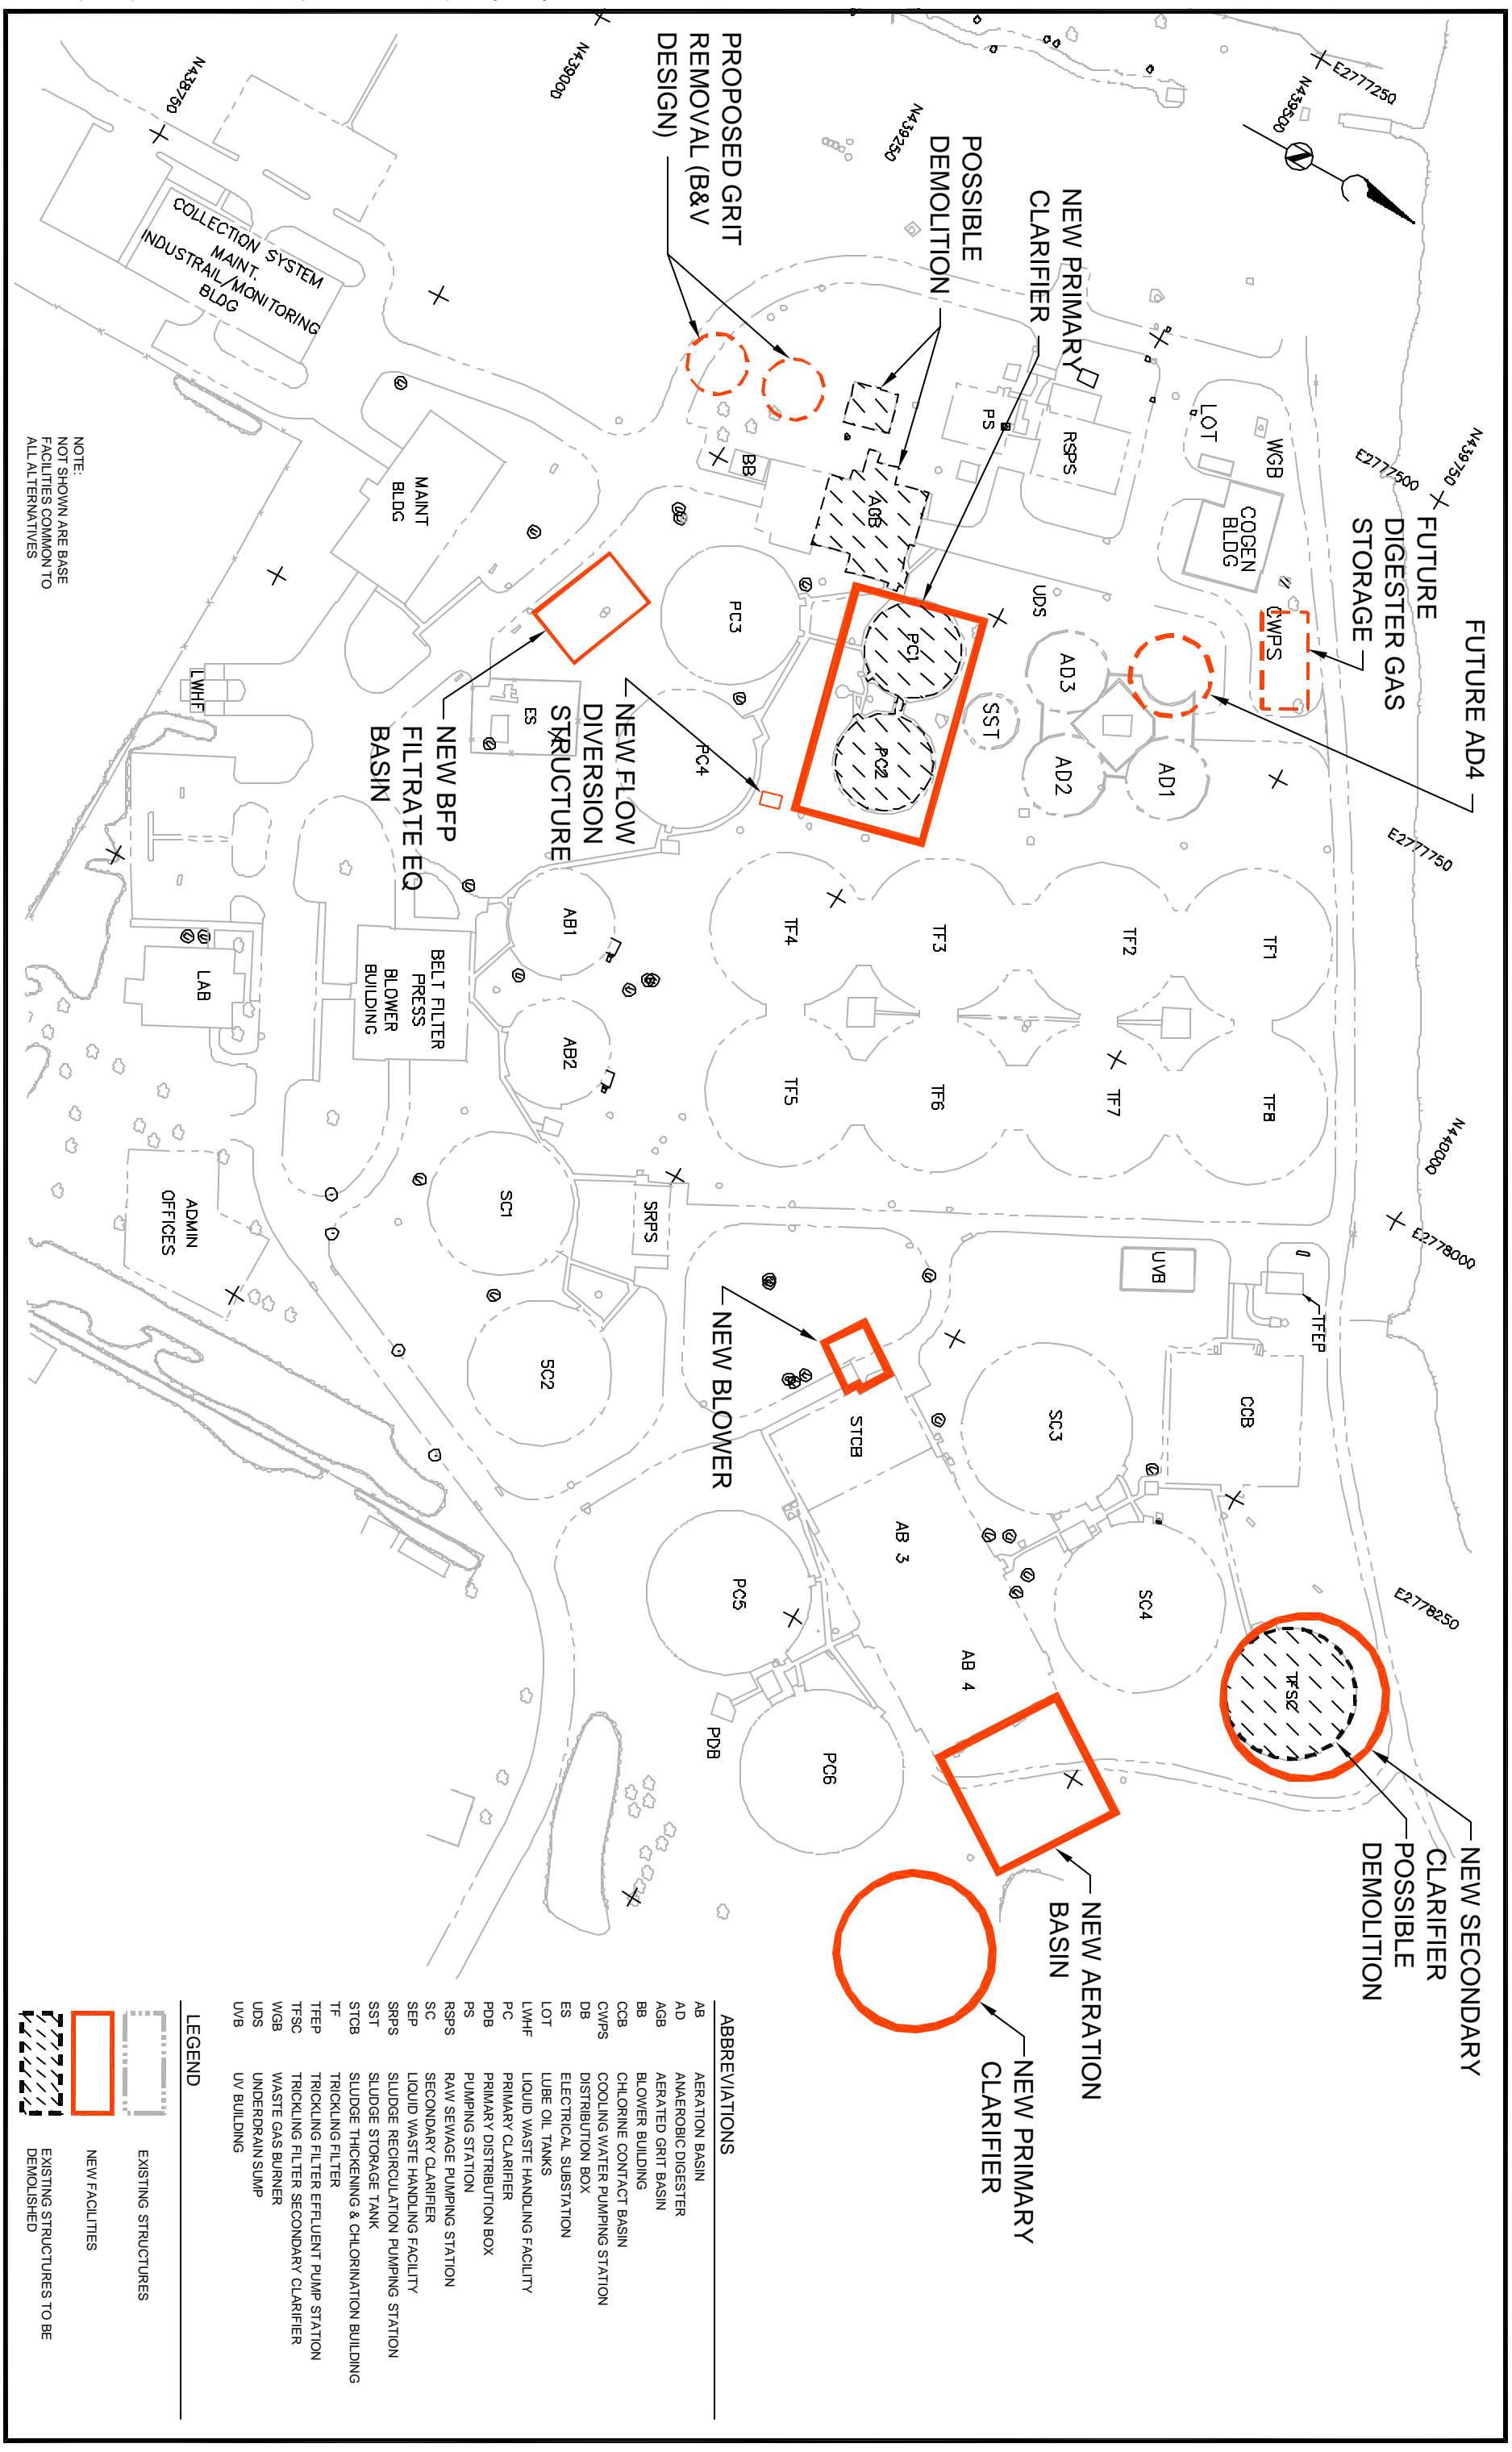 N438750
N439000
N439250
N439500
E2777250
N439750
E2777500
E2777750
N44000
E2778000
E2778250
PROPOSED GRIT
REMOVAL (B&V
DESIGN)
POSSIBLE
DEMOLITION
NEW PRIMARY
CLARIFIER
FUTURE
DIGESTER GAS
STORAGE
FUTURE AD4
COLLECTION SYSTEM
MAINT.
INDUSTRAIL/MONITORING
BLDG
MAINT
BLDG
NOTE:
NOT SHOWN ARE BASE
FACILITIES COMMON TO
ALL ALTERNATIVES
BB
AGB
PS
RSPS
LOT
WGB
COGEN
BLDG
CWPS
UDS
PC3
PC1
PC2
PC4
SST
AD3
AD2
AD1
LWHF
ES
NEW FLOW
DIVERSION
STRUCTURE
NEW BFP
FILTRATE EQ
BASIN
AB1
AB2
TF4
TF3
TF2
TF1
TF5
TF6
TF7
TF8
BELT FILTER
PRESS
BLOWER
BUILDING
LAB
ADMIN
OFFICES
SC1
SRPS
SC2
UVB
TFEP
NEW BLOWER
STCB
SC3
CCB
AB 3
PC5
SC4
AB 4
TFSC
PDB
PC6
NEW SECONDARY
CLARIFIER
POSSIBLE
DEMOLITION
NEW AERATION
BASIN
NEW PRIMARY
CLARIFIER
ABBREVIATIONS
AB AERATION BASIN
AD ANAEROBIC DIGESTER
AGB AERATED GRIT BASIN
BB BLOWER BUILDING
CCB CHLORINE CONTACT BASIN
CWPS COOLING WATER PUMPING STATION
DB DISTRIBUTION BOX
ES ELECTRICAL SUBSTATION
LOT LUBE OIL TANKS
LWHF LIQUID WASTE HANDLING FACILITY
PC PRIMARY CLARIFIER
PDB PRIMARY DISTRIBUTION BOX
PS PUMPING STATION
RSPS RAW SEWAGE PUMPING STATION
SC SECONDARY CLARIFIER
SEP LIQUID WASTE HANDLING FACILITY
SRPS SLUDGE RECIRCULATION PUMPING STATION
SST SLUDGE STORAGE TANK
STCB SLUDGE THICKENING & CHLORINATION BUILDING
TF TRICKLING FILTER
TFEP TRICKLING FILTER EFFLUENT PUMP STATION
TFSC TRICKLING FILTER SECONDARY CLARIFIER
WGB WASTE GAS BURNER
UDS UNDERDRAIN SUMP
UVB UV BUILDING
LEGEND
EXISTING STRUCTURES
NEW FACILITIES
EXISTING STRUCTURES TO BE
DEMOLISHED